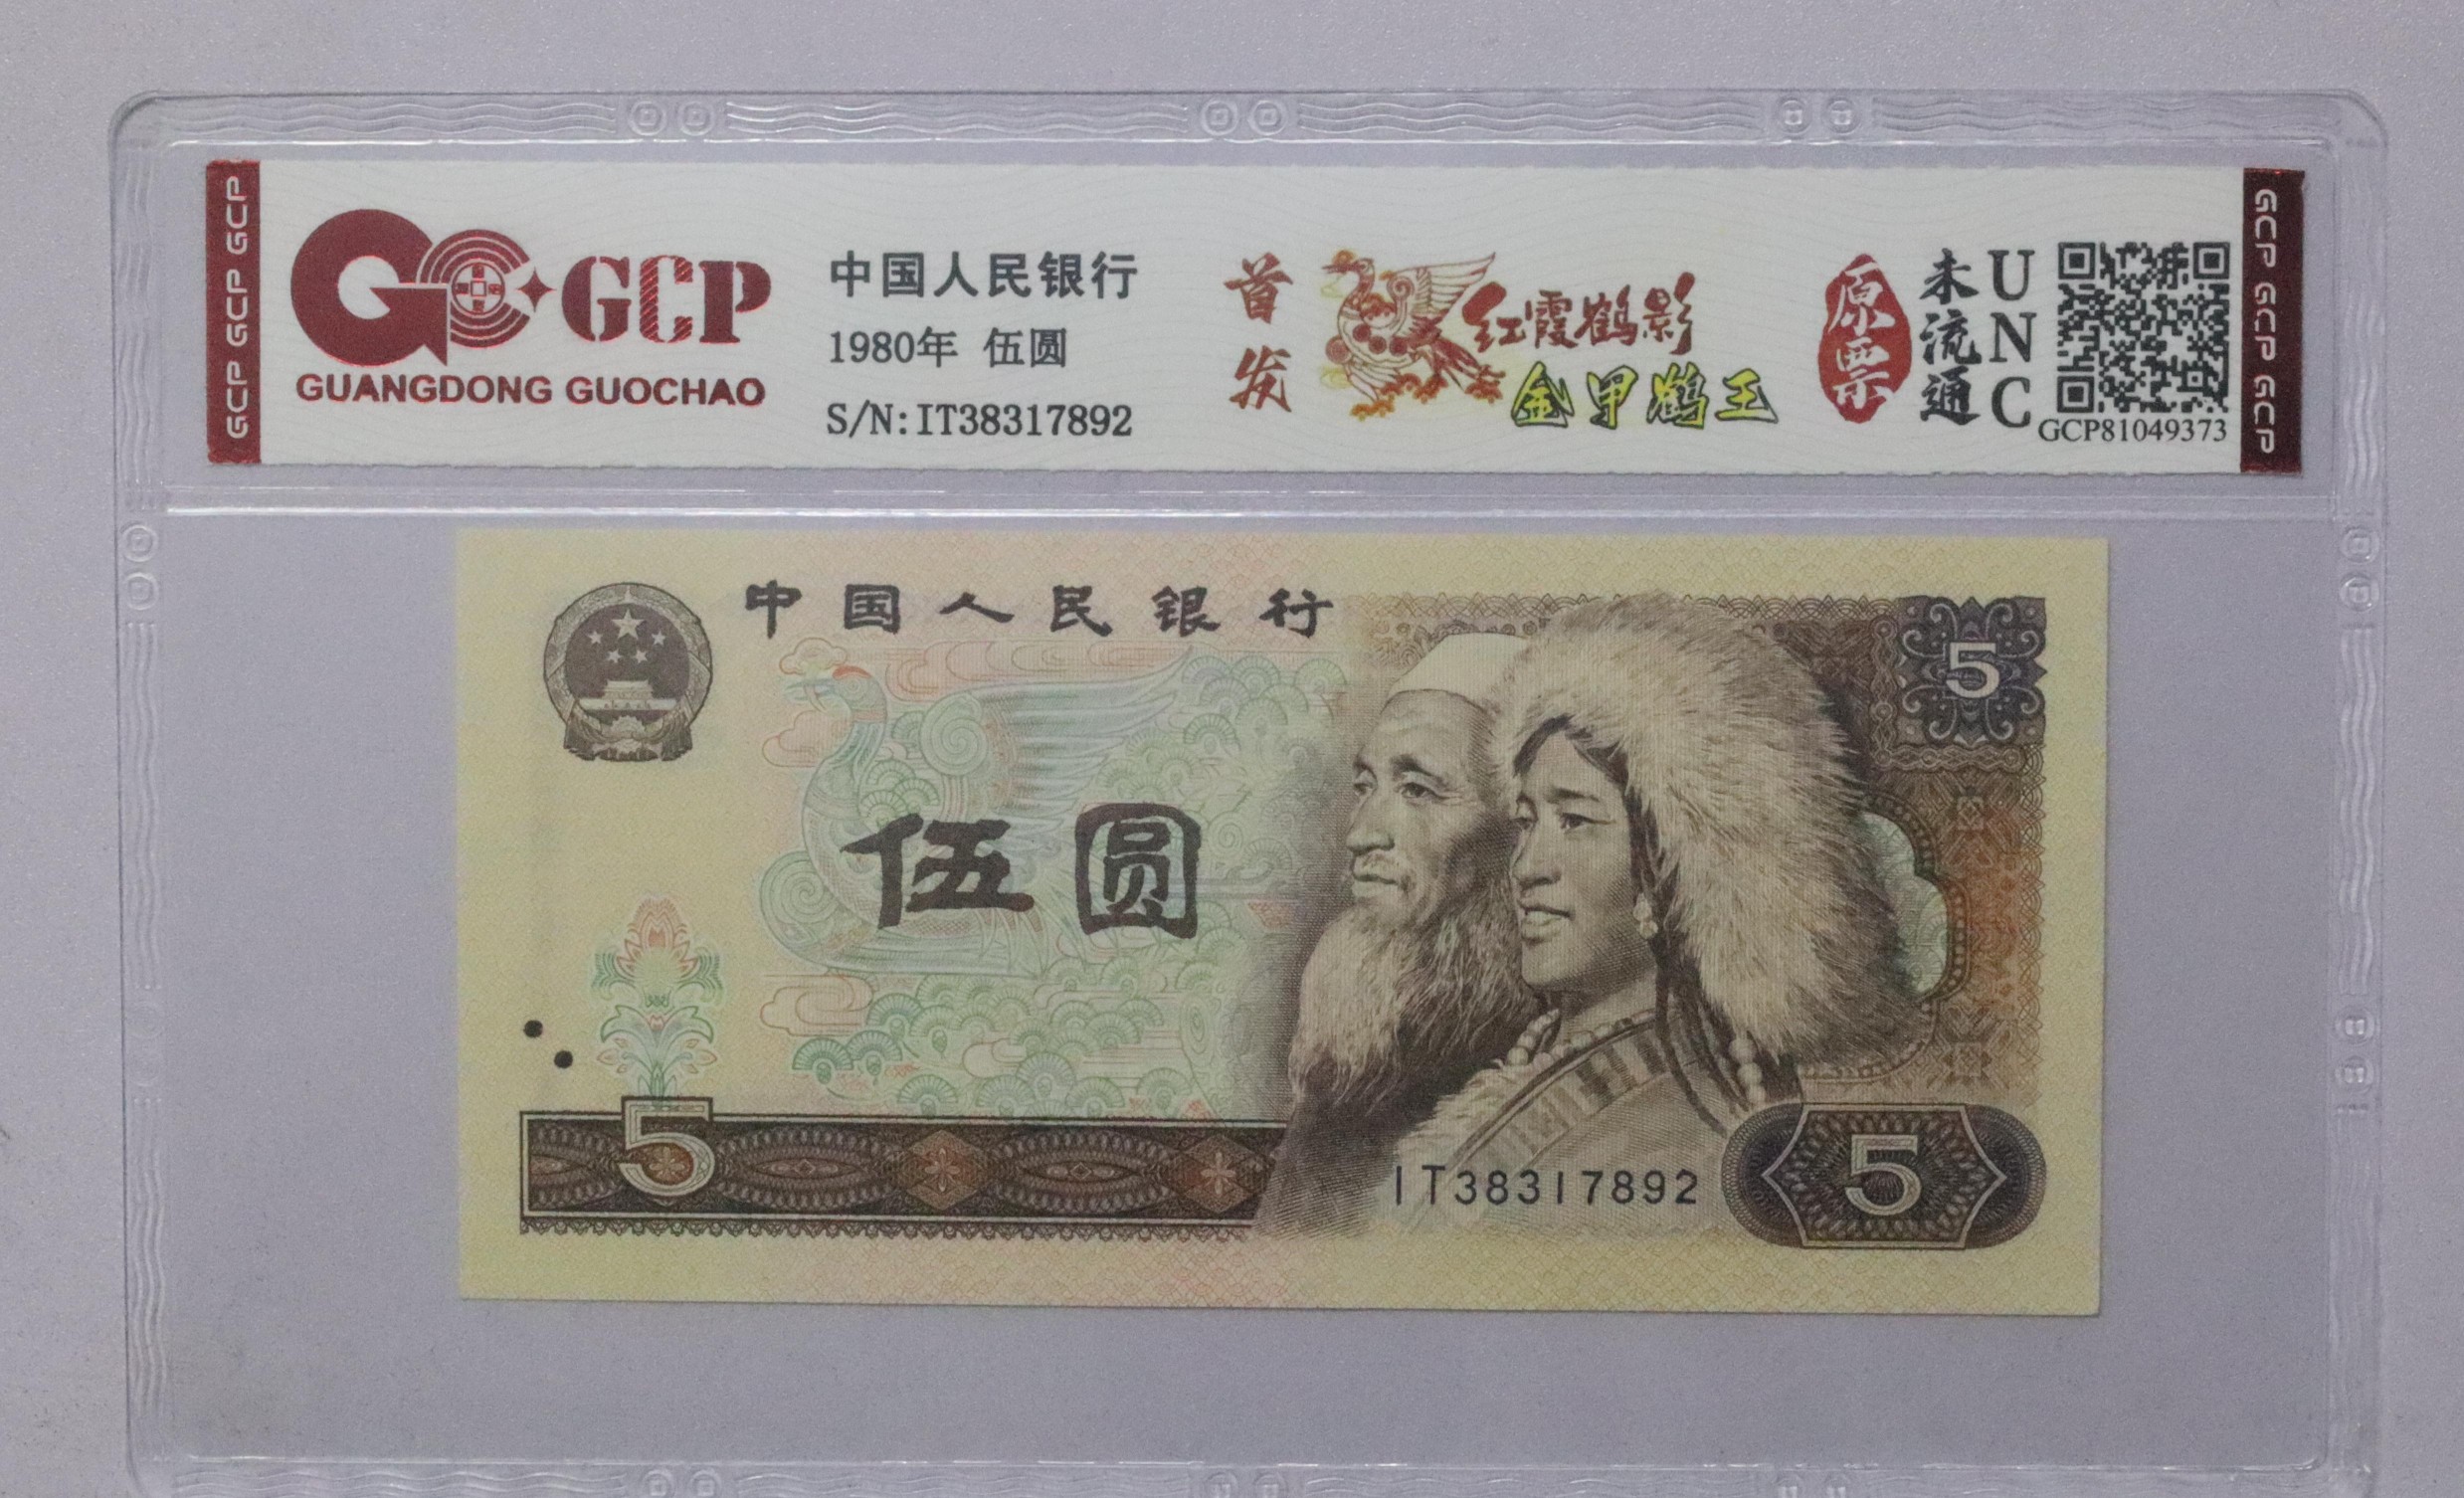 GCP GCP GCP
GCP
GUANGDONG GUOCHAO
中国人民银行
1980年 伍圆
S/N:IT38317892
首发
红霞鹤影
金甲鹤王
原票
未流通
UNC
GCP81049373
GCP GCP GCP
中国人民银行
5
伍圆
5
IT38317892
5